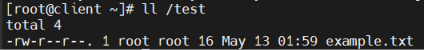 [root@client ~]# ll /test
total 4
-rw-r--r--. 1 root root 16 May 13 01:59 example.txt